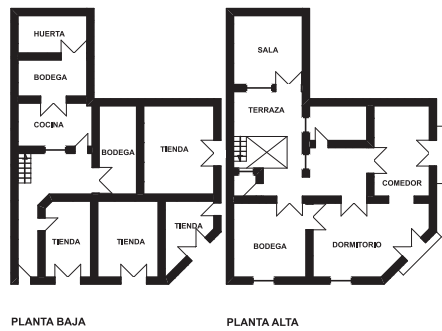 HUERTA
BODEGA
COCINA
BODEGA
TIENDA
TIENDA
TIENDA
TIENDA
PLANTA BAJA
SALA
TERRAZA
COMEDOR
BODEGA
DORMITORIO
PLANTA ALTA